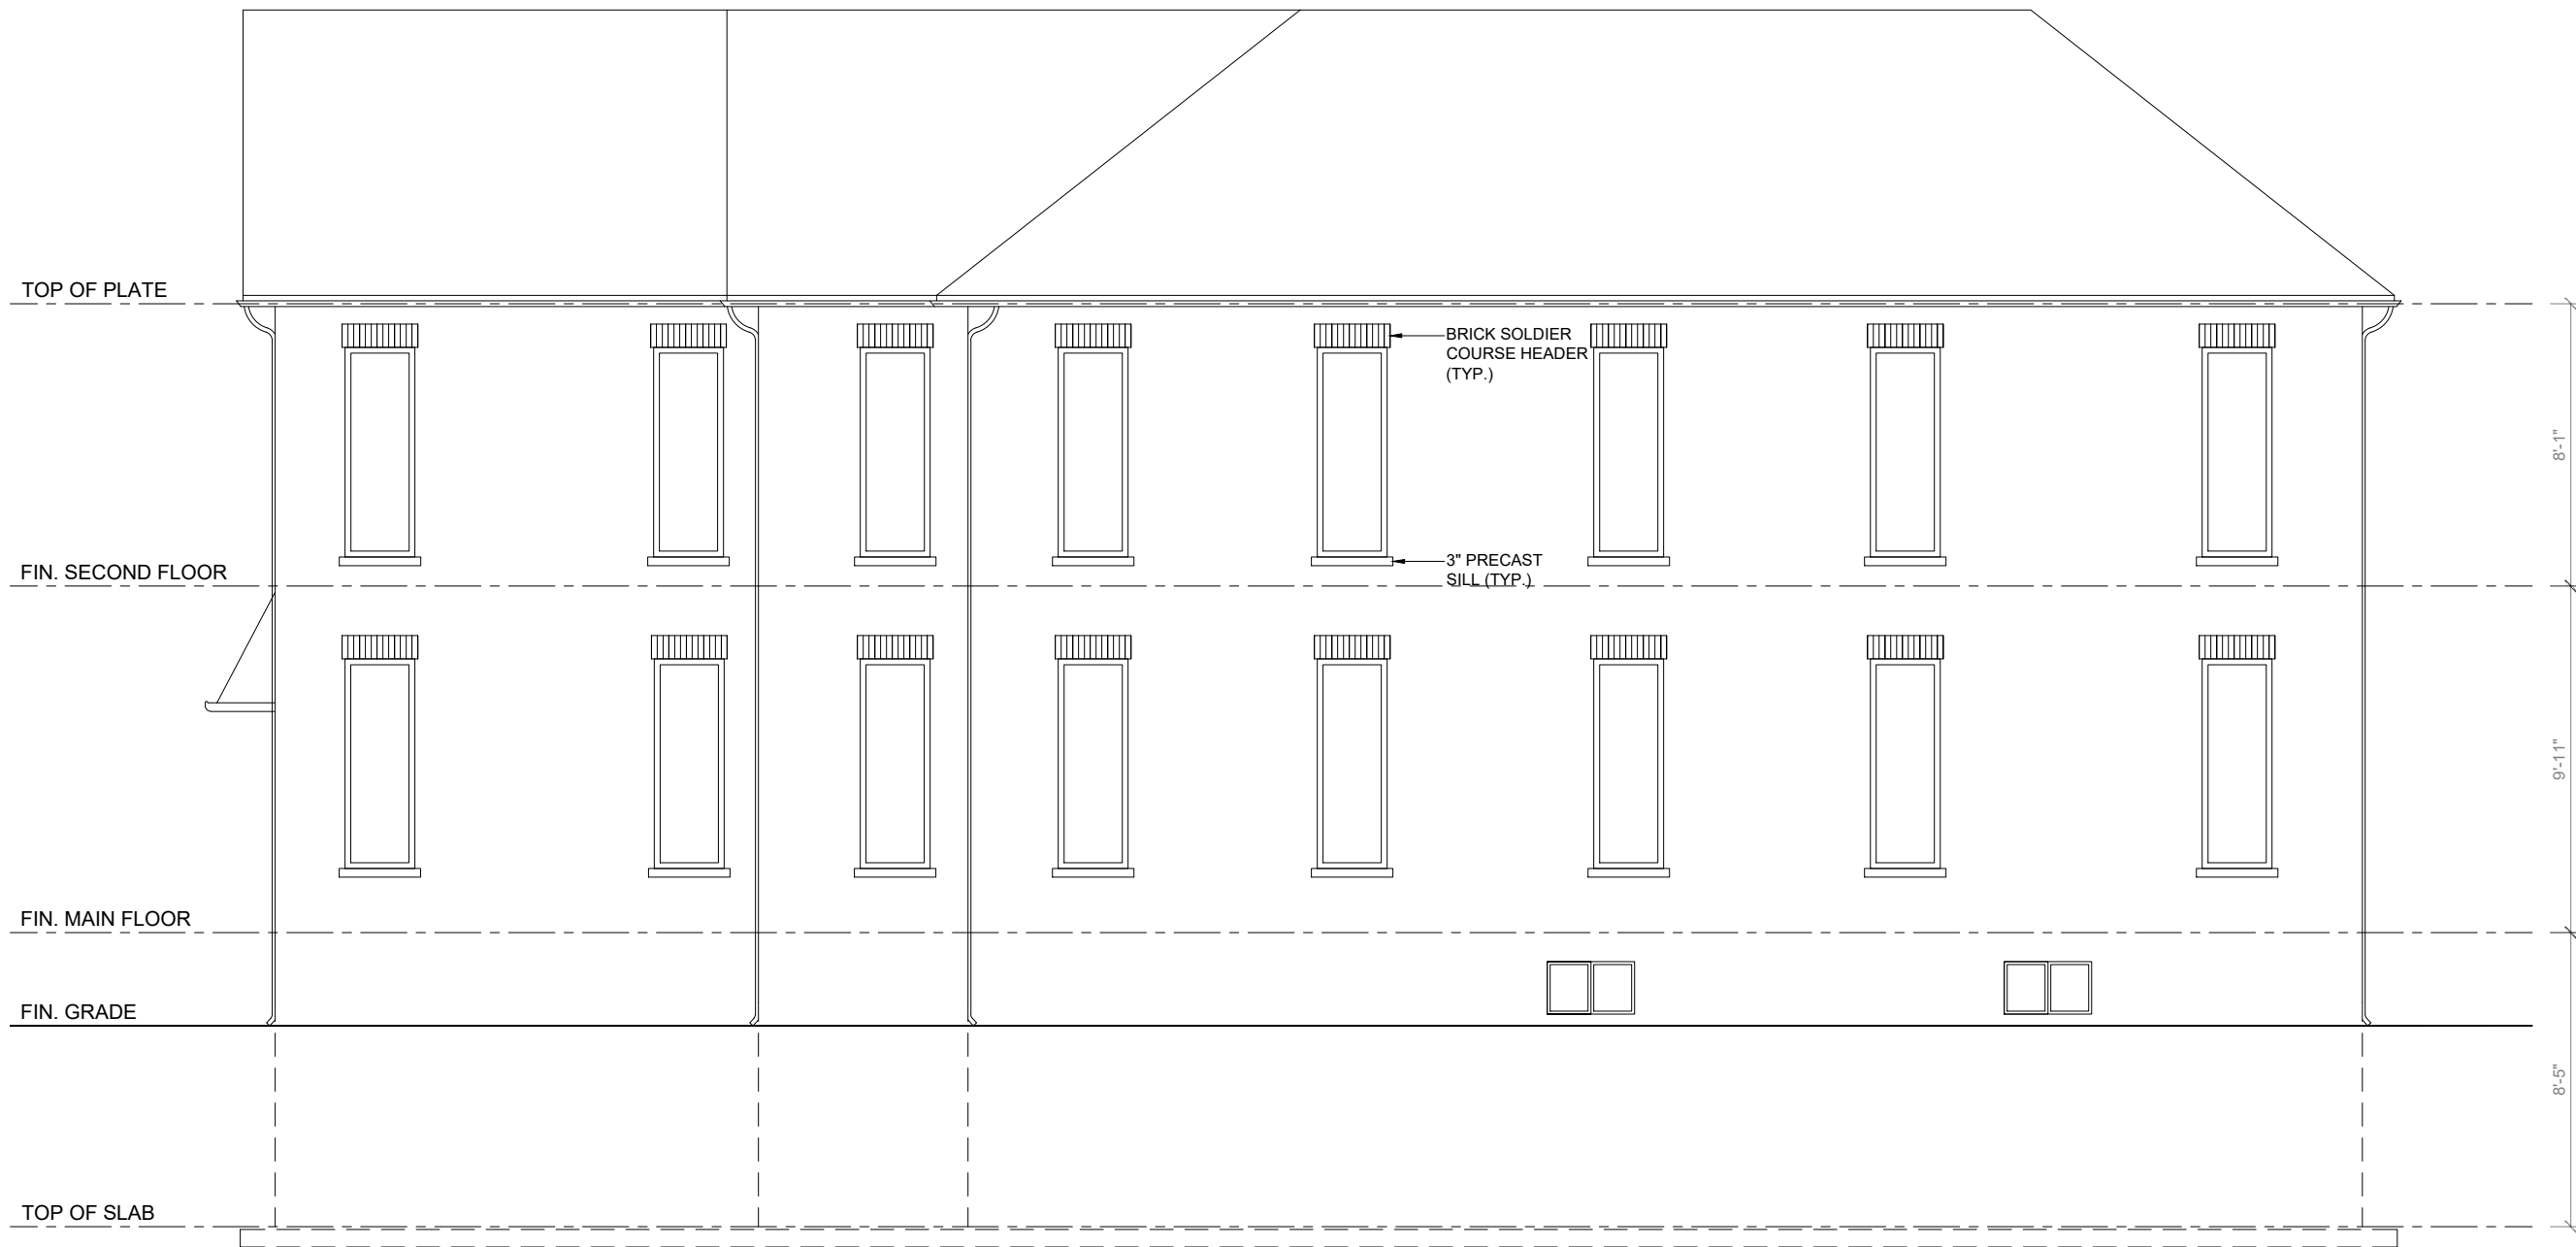 TOP OF PLATE
BRICK SOLDIER
COURSE HEADER
(TYP.)
8'-1"
3" PRECAST
SILL (TYP.)
FIN. SECOND FLOOR
9'-11"
FIN. MAIN FLOOR
FIN. GRADE
8'-5"
TOP OF SLAB